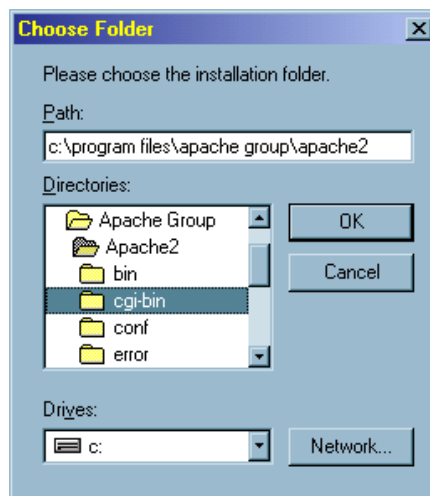 Choose Folder
Please choose the installation folder.
Path:
c:\program files\apache group\apache2
Directories:
Apache Group
Apache2
bin
cgi-bin
conf
error
OK
Cancel
Drives:
c:
Network...